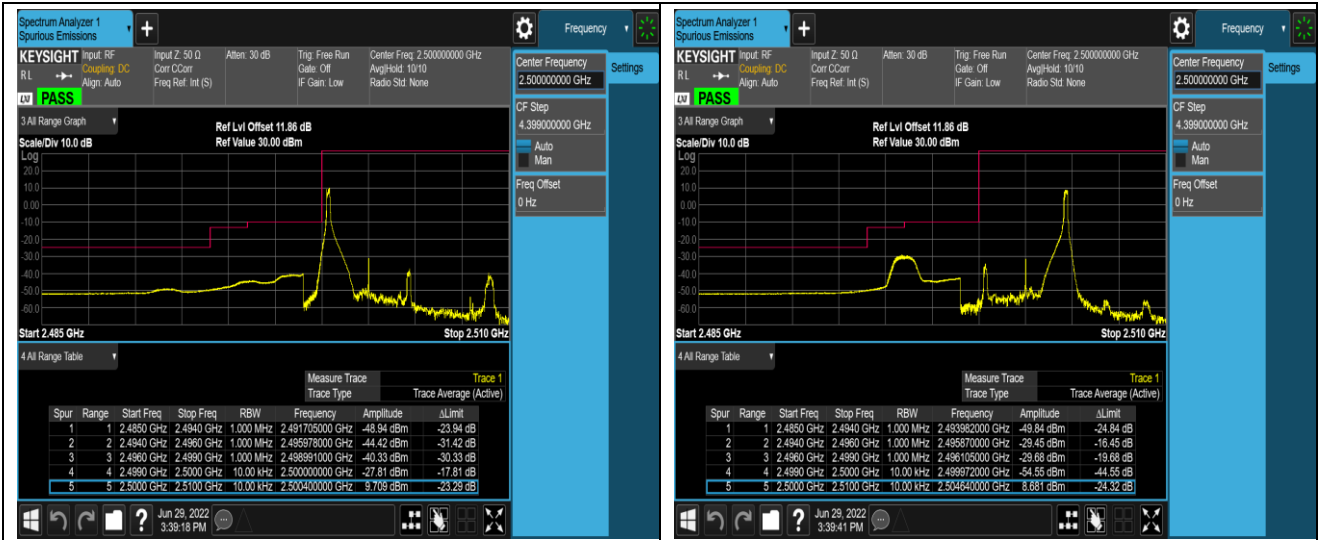 Spectrum Analyzer 1
Spurious Emissions
Frequency
KEYSIGHT Input: RF Input Z: 50 Ω Atten: 30 dB Trig: Free Run Center Freq: 2.500000000 GHz
R L Coupling: DC Corr CCorr Gate: Off Avg|Hold: 10/10
Align: Auto Freq Ref: Int (S) IF Gain: Low Radio Std: None
LXI PASS
3 All Range Graph
Ref Lvl Offset 11.86 dB
Scale/Div 10.0 dB Ref Value 30.00 dBm
Log
20.0
10.0
0.00
-10.0
-20.0
-30.0
-40.0
-50.0
-60.0
Start 2.485 GHz Stop 2.510 GHz
4 All Range Table
Measure Trace Trace 1
Trace Type Trace Average (Active)
Spur Range Start Freq Stop Freq RBW Frequency Amplitude ΔLimit
1 1 2.4850 GHz 2.4940 GHz 1.000 MHz 2.491705000 GHz -48.94 dBm -23.94 dB
2 2 2.4940 GHz 2.4960 GHz 1.000 MHz 2.495978000 GHz -44.42 dBm -31.42 dB
3 3 2.4960 GHz 2.4990 GHz 1.000 MHz 2.498991000 GHz -40.33 dBm -30.33 dB
4 4 2.4990 GHz 2.5000 GHz 10.00 kHz 2.500000000 GHz -27.81 dBm -17.81 dB
5 5 2.5000 GHz 2.5100 GHz 10.00 kHz 2.500400000 GHz 9.709 dBm -23.29 dB
Center Frequency
2.500000000 GHz
Settings
CF Step
4.399000000 GHz
Auto
Man
Freq Offset
0 Hz
Jun 29, 2022
3:39:18 PM
Spectrum Analyzer 1
Spurious Emissions
Frequency
KEYSIGHT Input: RF Input Z: 50 Ω Atten: 30 dB Trig: Free Run Center Freq: 2.500000000 GHz
R L Coupling: DC Corr CCorr Gate: Off Avg|Hold: 10/10
Align: Auto Freq Ref: Int (S) IF Gain: Low Radio Std: None
LXI PASS
3 All Range Graph
Ref Lvl Offset 11.86 dB
Scale/Div 10.0 dB Ref Value 30.00 dBm
Log
20.0
10.0
0.00
-10.0
-20.0
-30.0
-40.0
-50.0
-60.0
Start 2.485 GHz Stop 2.510 GHz
4 All Range Table
Measure Trace Trace 1
Trace Type Trace Average (Active)
Spur Range Start Freq Stop Freq RBW Frequency Amplitude ΔLimit
1 1 2.4850 GHz 2.4940 GHz 1.000 MHz 2.493982000 GHz -49.84 dBm -24.84 dB
2 2 2.4940 GHz 2.4960 GHz 1.000 MHz 2.495870000 GHz -29.45 dBm -16.45 dB
3 3 2.4960 GHz 2.4990 GHz 1.000 MHz 2.496105000 GHz -29.68 dBm -19.68 dB
4 4 2.4990 GHz 2.5000 GHz 10.00 kHz 2.499972000 GHz -54.55 dBm -44.55 dB
5 5 2.5000 GHz 2.5100 GHz 10.00 kHz 2.504640000 GHz 8.681 dBm -24.32 dB
Center Frequency
2.500000000 GHz
Settings
CF Step
4.399000000 GHz
Auto
Man
Freq Offset
0 Hz
Jun 29, 2022
3:39:41 PM